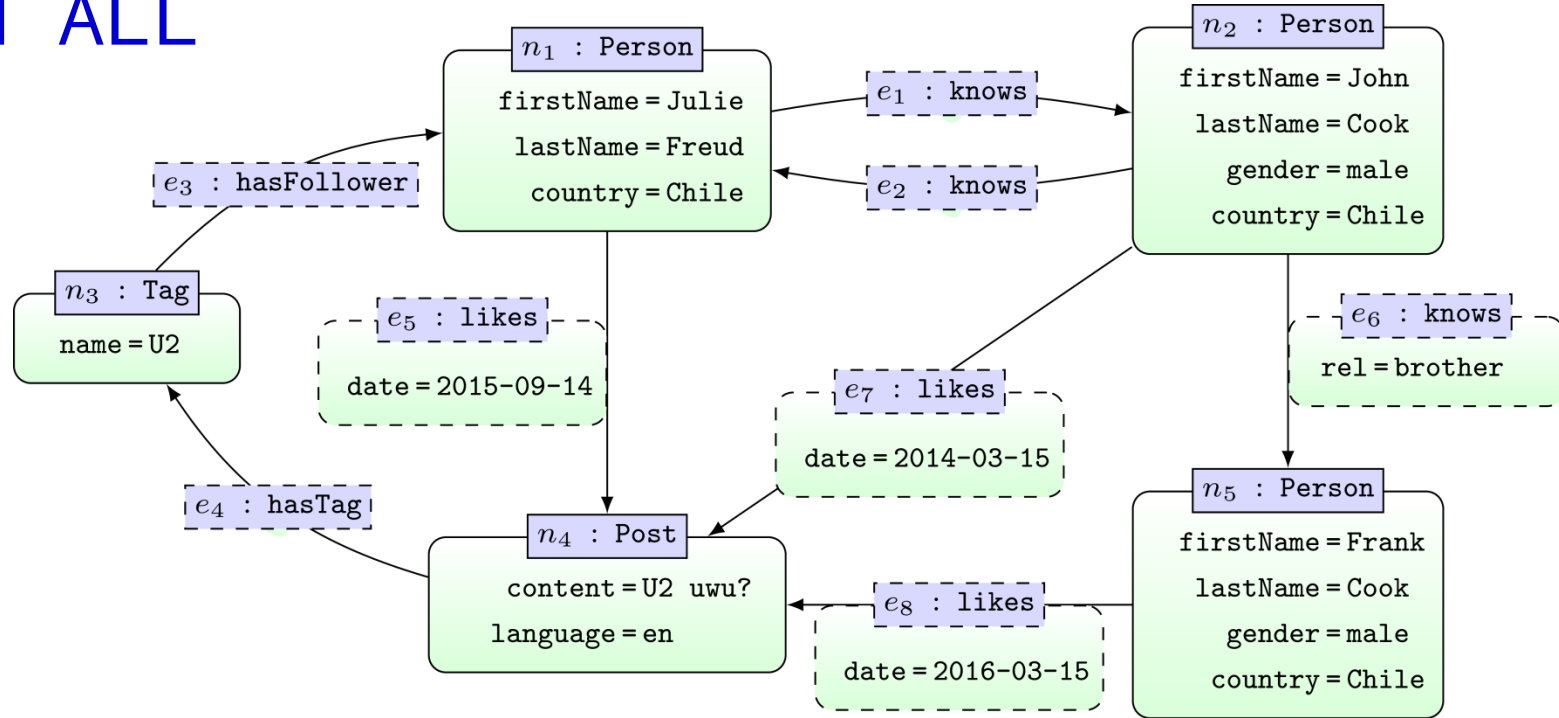 ALL
n₁ : Person
firstName = Julie
lastName = Freud
country = Chile
e₁ : knows
e₂ : knows
n₂ : Person
firstName = John
lastName = Cook
gender = male
country = Chile
e₃ : hasFollower
n₃ : Tag
name = U2
e₅ : likes
date = 2015-09-14
e₇ : likes
date = 2014-03-15
e₆ : knows
rel = brother
e₄ : hasTag
n₄ : Post
content = U2 uwu?
language = en
e₈ : likes
date = 2016-03-15
n₅ : Person
firstName = Frank
lastName = Cook
gender = male
country = Chile